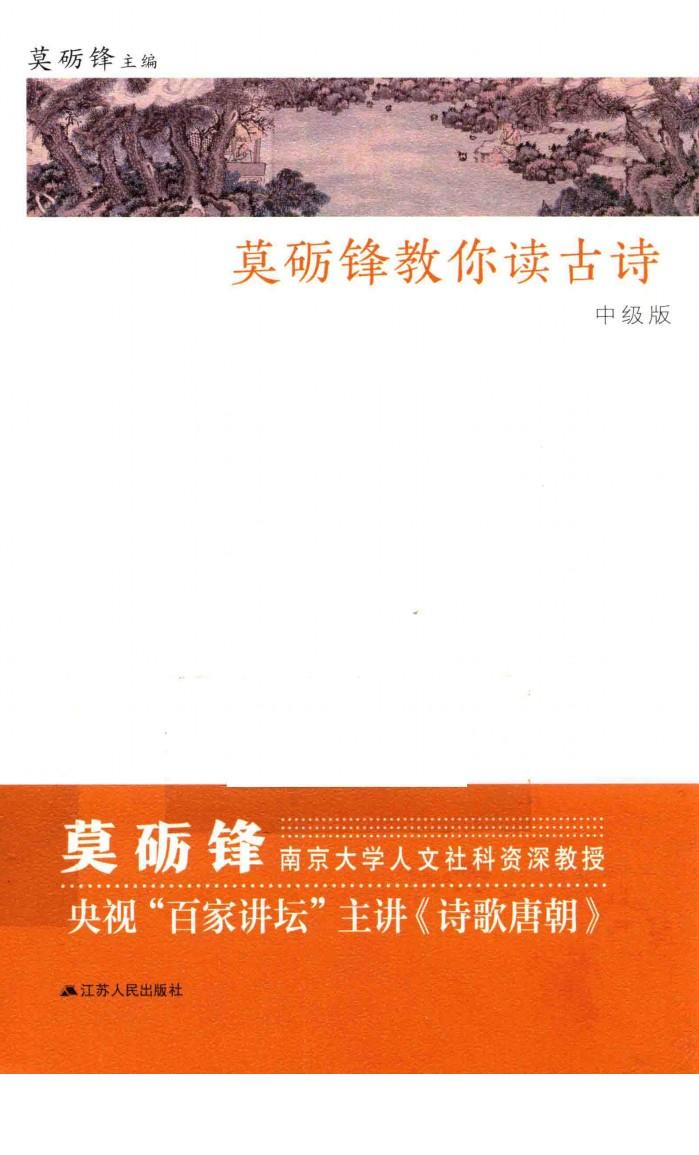 莫砺锋 主编
莫砺锋教你读古诗
中级版
莫砺锋 南京大学人文社科资深教授
央视“百家讲坛”主讲《诗歌唐朝》
江苏人民出版社